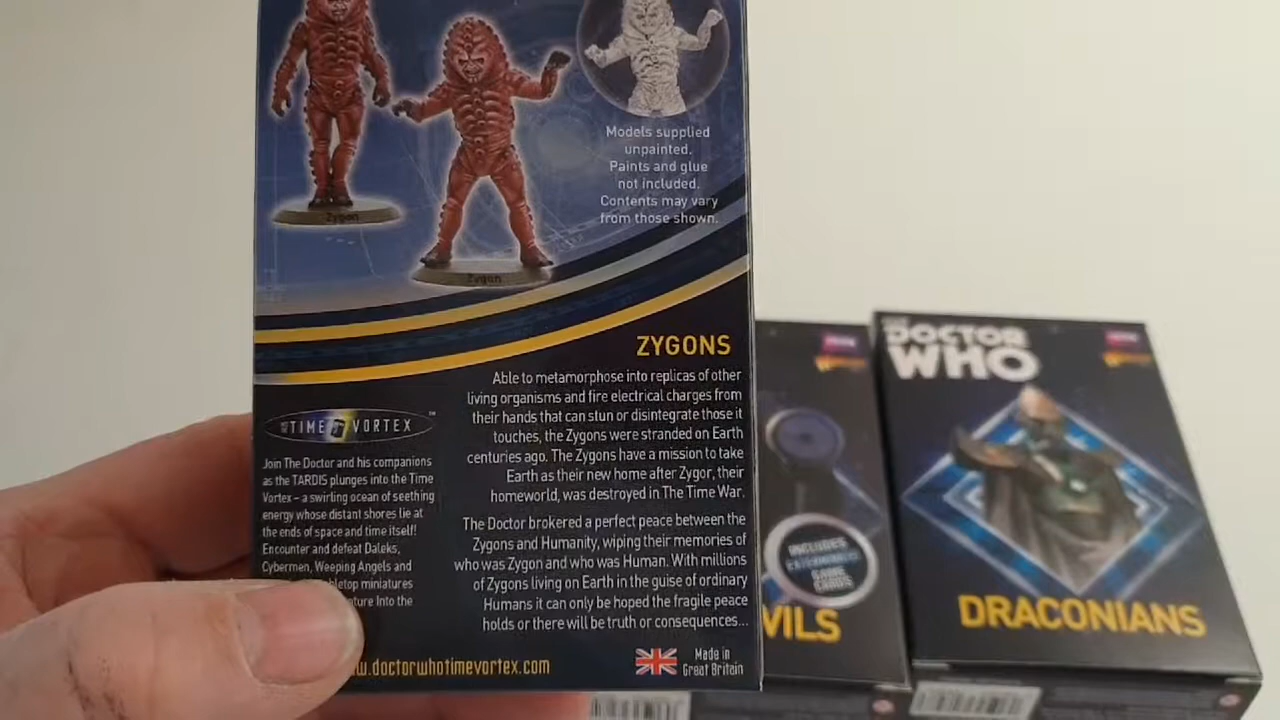 Models supplied
unpainted.
Paints and glue
not included.
Contents may vary
from those shown.
Zygon
Zygon
ZYGONS
Able to metamorphose into replicas of other
living organisms and fire electrical charges from
their hands that can stun or disintegrate those it
touches, the Zygons were stranded on Earth
centuries ago. The Zygons have a mission to take
Earth as their new home after Zygor, their
homeworld, was destroyed in The Time War.
The Doctor brokered a perfect peace between the
Zygons and Humanity, wiping their memories of
who was Zygon and who was Human. With millions
of Zygons living on Earth in the guise of ordinary
Humans it can only be hoped the fragile peace
holds or there will be truth or consequences...
TIME VORTEX™
Join The Doctor and his companions
as the TARDIS plunges into the Time
Vortex – a swirling ocean of seething
energy whose distant shores lie at
the ends of space and time itself!
Encounter and defeat Daleks,
Cybermen, Weeping Angels and
bletop miniatures
ture Into the
w.doctorwhotimevortex.com
Made in
Great Britain
INCLUDES
EXTERMINATE!
GAME
CARDS
VILS
DOCTOR
WHO
DRACONIANS